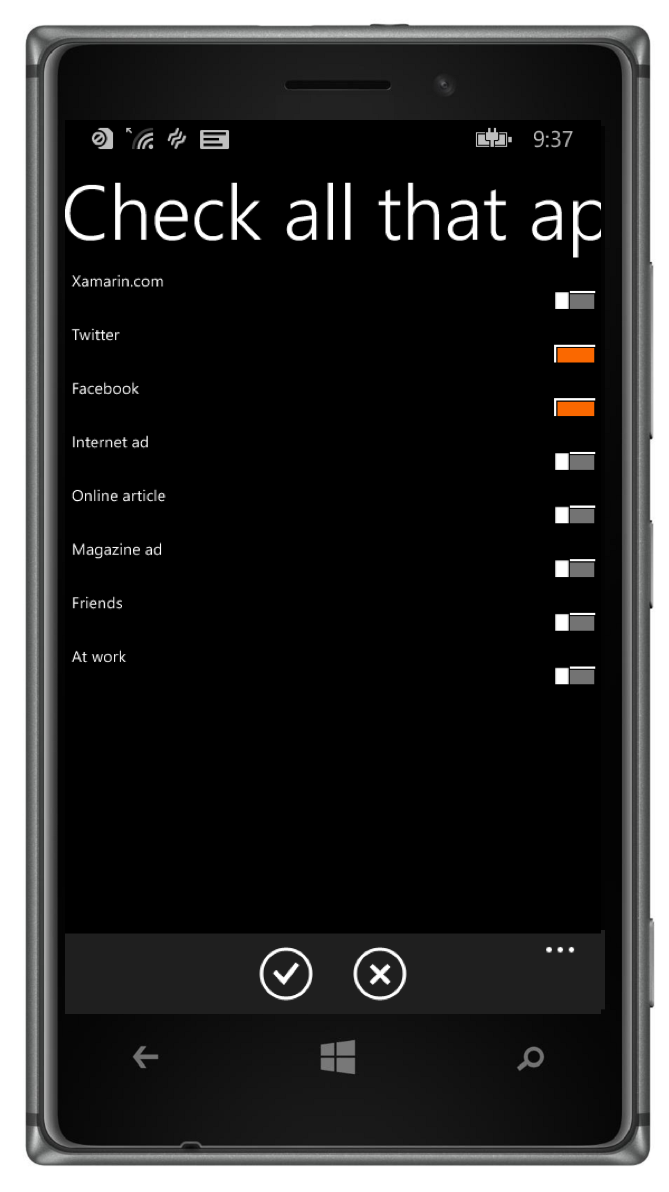 9:37
Check all that ap
Xamarin.com
Twitter
Facebook
Internet ad
Online article
Magazine ad
Friends
At work